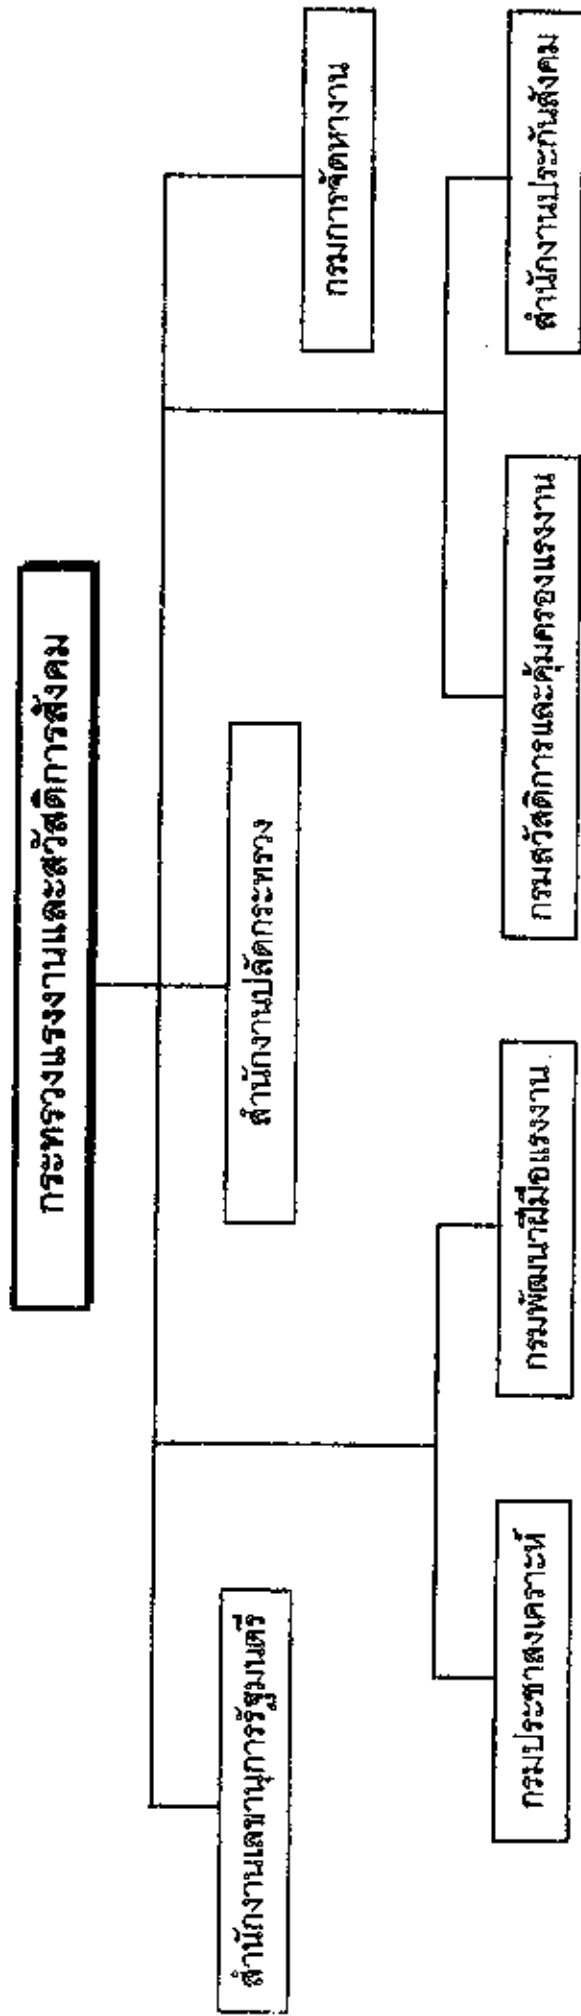 กระทรวงแรงงานและสวัสดิการสังคม
สำนักงานเลขานุการรัฐมนตรี
สำนักงานปลัดกระทรวง
กรมการจัดหางาน
กรมประชาสงเคราะห์
กรมพัฒนาฝีมือแรงงาน
กรมสวัสดิการและคุ้มครองแรงงาน
สำนักงานประกันสังคม